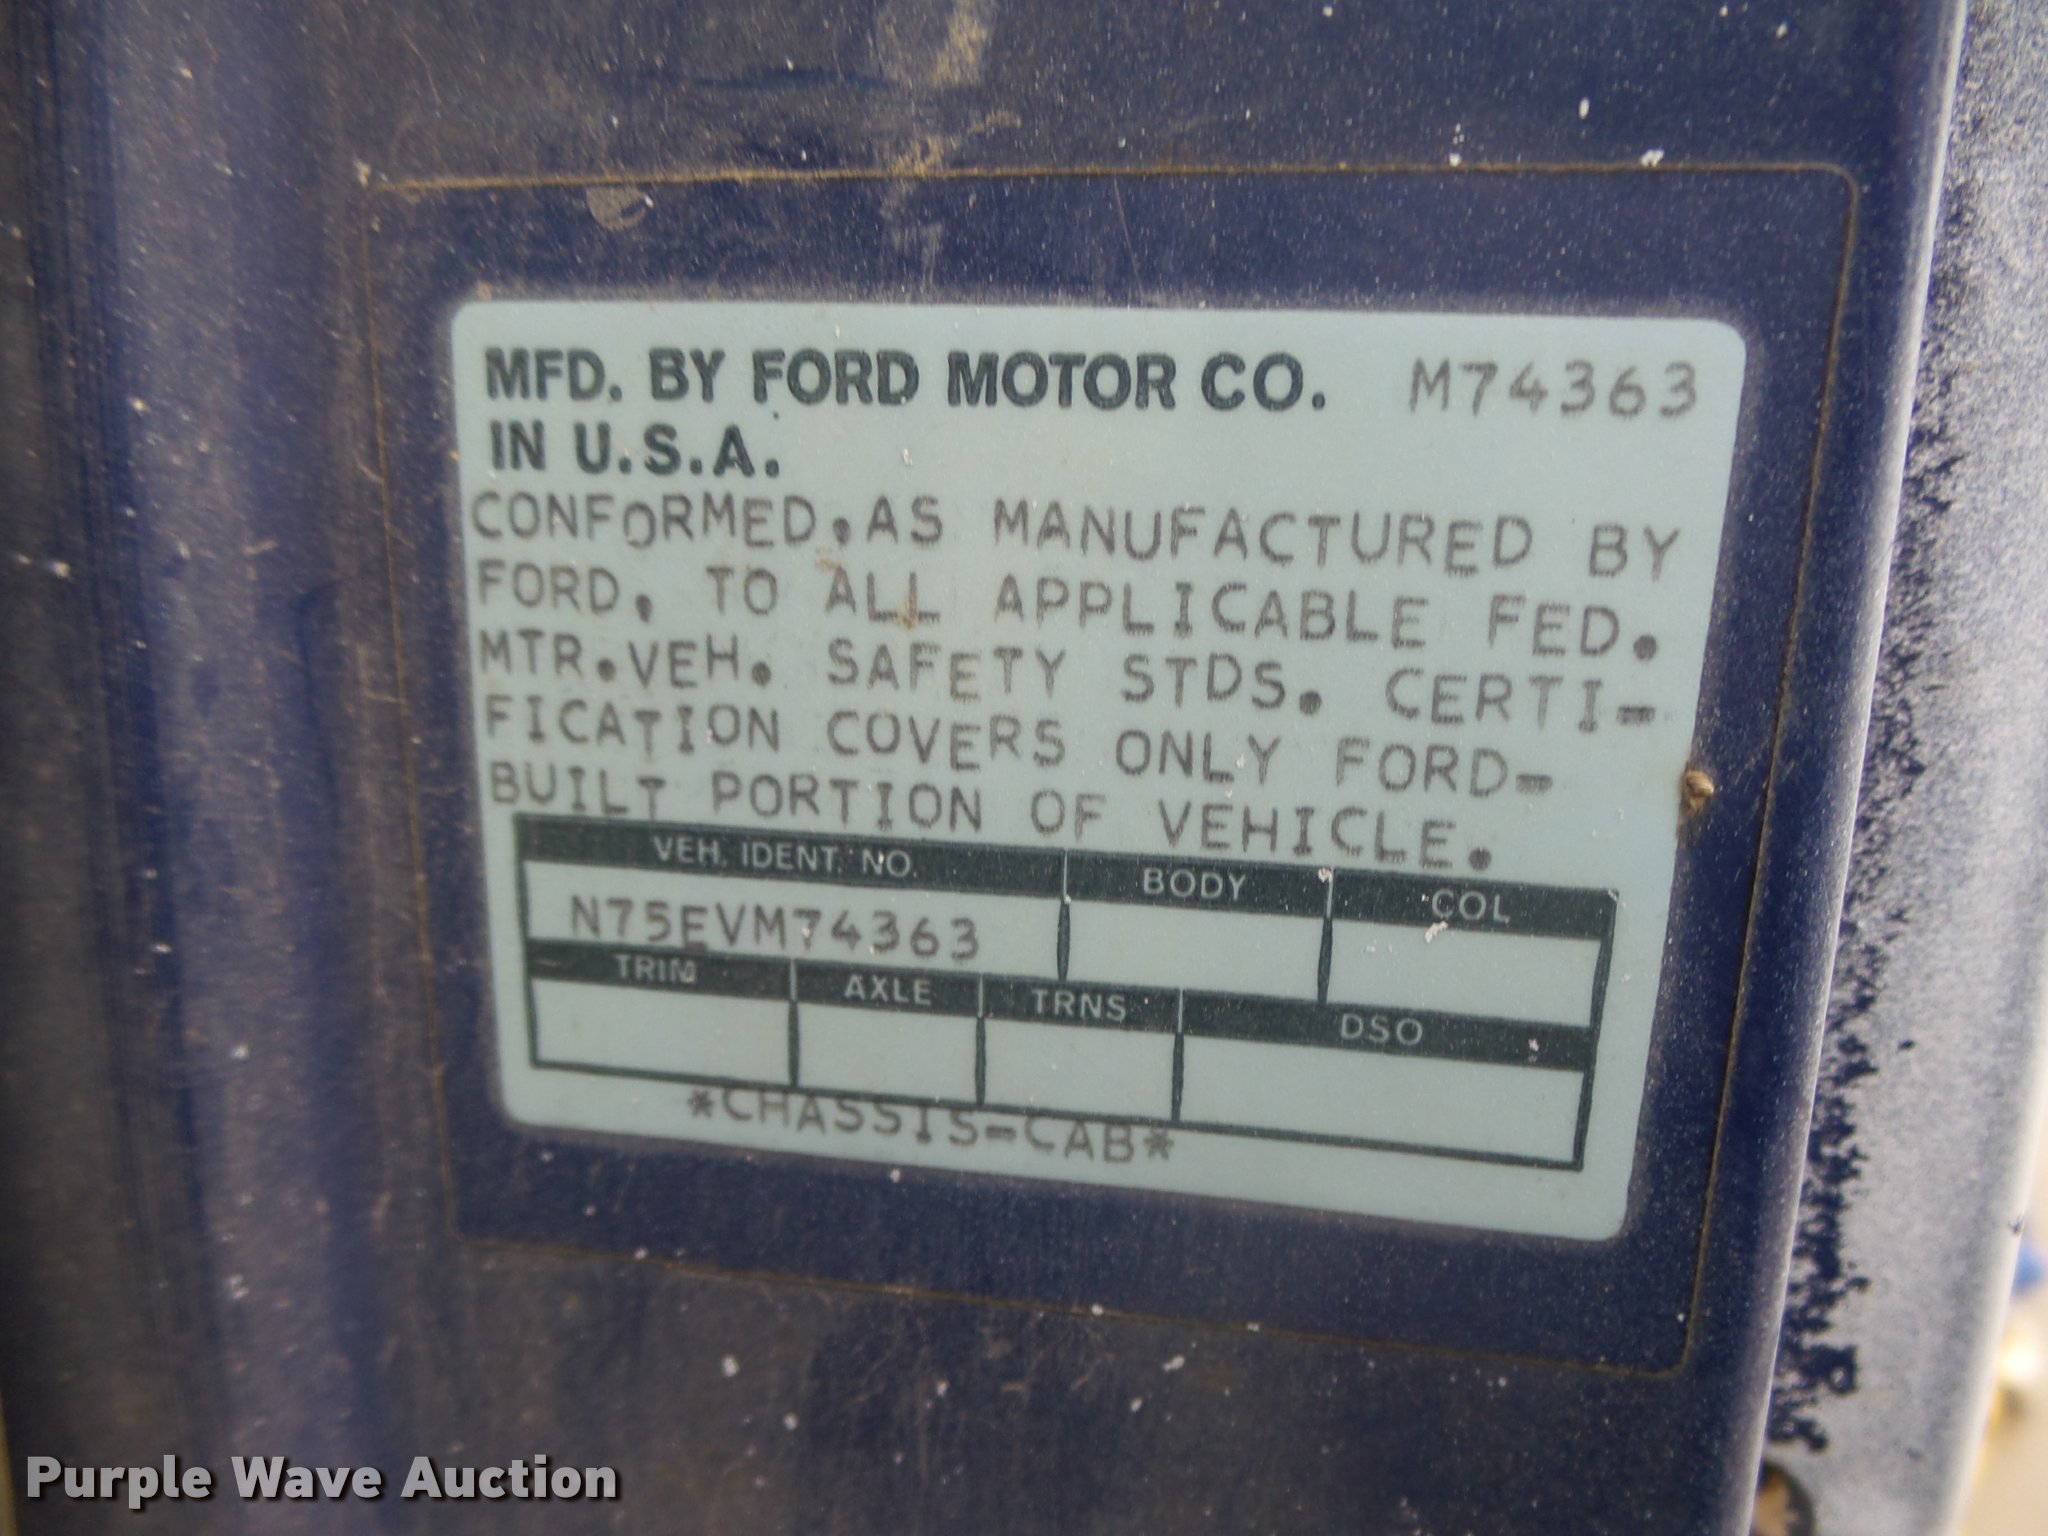 MFD. BY FORD MOTOR CO. M74363
IN U.S.A.
CONFORMED,AS MANUFACTURED BY
FORD, TO ALL APPLICABLE FED.
MTR.VEH. SAFETY STDS. CERTI-
FICATION COVERS ONLY FORD-
BUILT PORTION OF VEHICLE.
VEH. IDENT. NO. BODY COL
N75EVM74363
TRIM AXLE TRNS DSO
*CHASSIS-CAB*
Purple Wave Auction